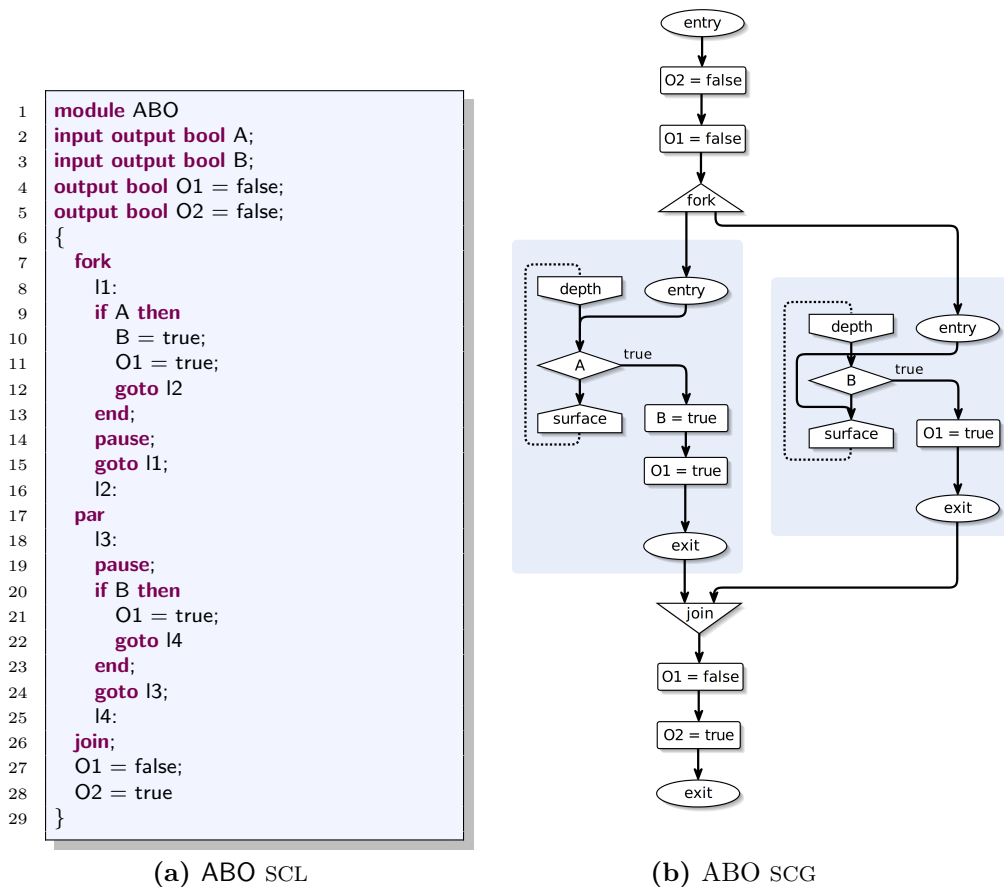 1 module ABO
2 input output bool A;
3 input output bool B;
4 output bool O1 = false;
5 output bool O2 = false;
6 {
7 fork
8 l1:
9 if A then
10 B = true;
11 O1 = true;
12 goto l2
13 end;
14 pause;
15 goto l1;
16 l2:
17 par
18 l3:
19 pause;
20 if B then
21 O1 = true;
22 goto l4
23 end;
24 goto l3;
25 l4:
26 join;
27 O1 = false;
28 O2 = true
29 }
(a) ABO SCL
entry
O2 = false
O1 = false
fork
depth
entry
A
true
surface
B = true
O1 = true
exit
depth
entry
B
true
surface
O1 = true
exit
join
O1 = false
O2 = true
exit
(b) ABO SCG